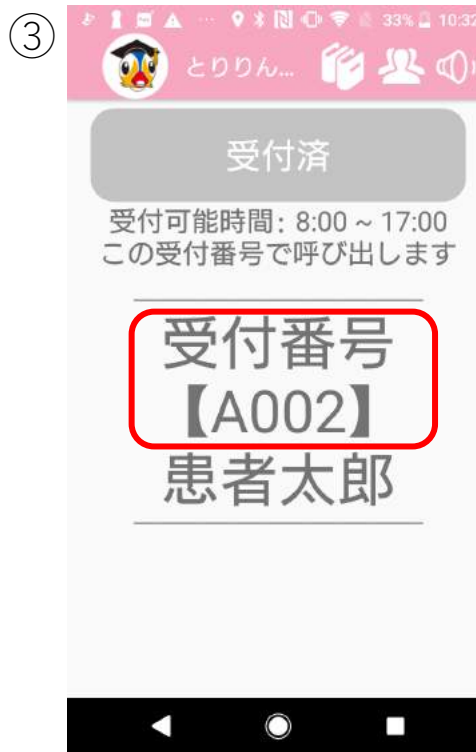 ③
33% 10:32
とりりん…
受付済
受付可能時間: 8:00 ~ 17:00
この受付番号で呼び出します
受付番号
【A002】
患者太郎